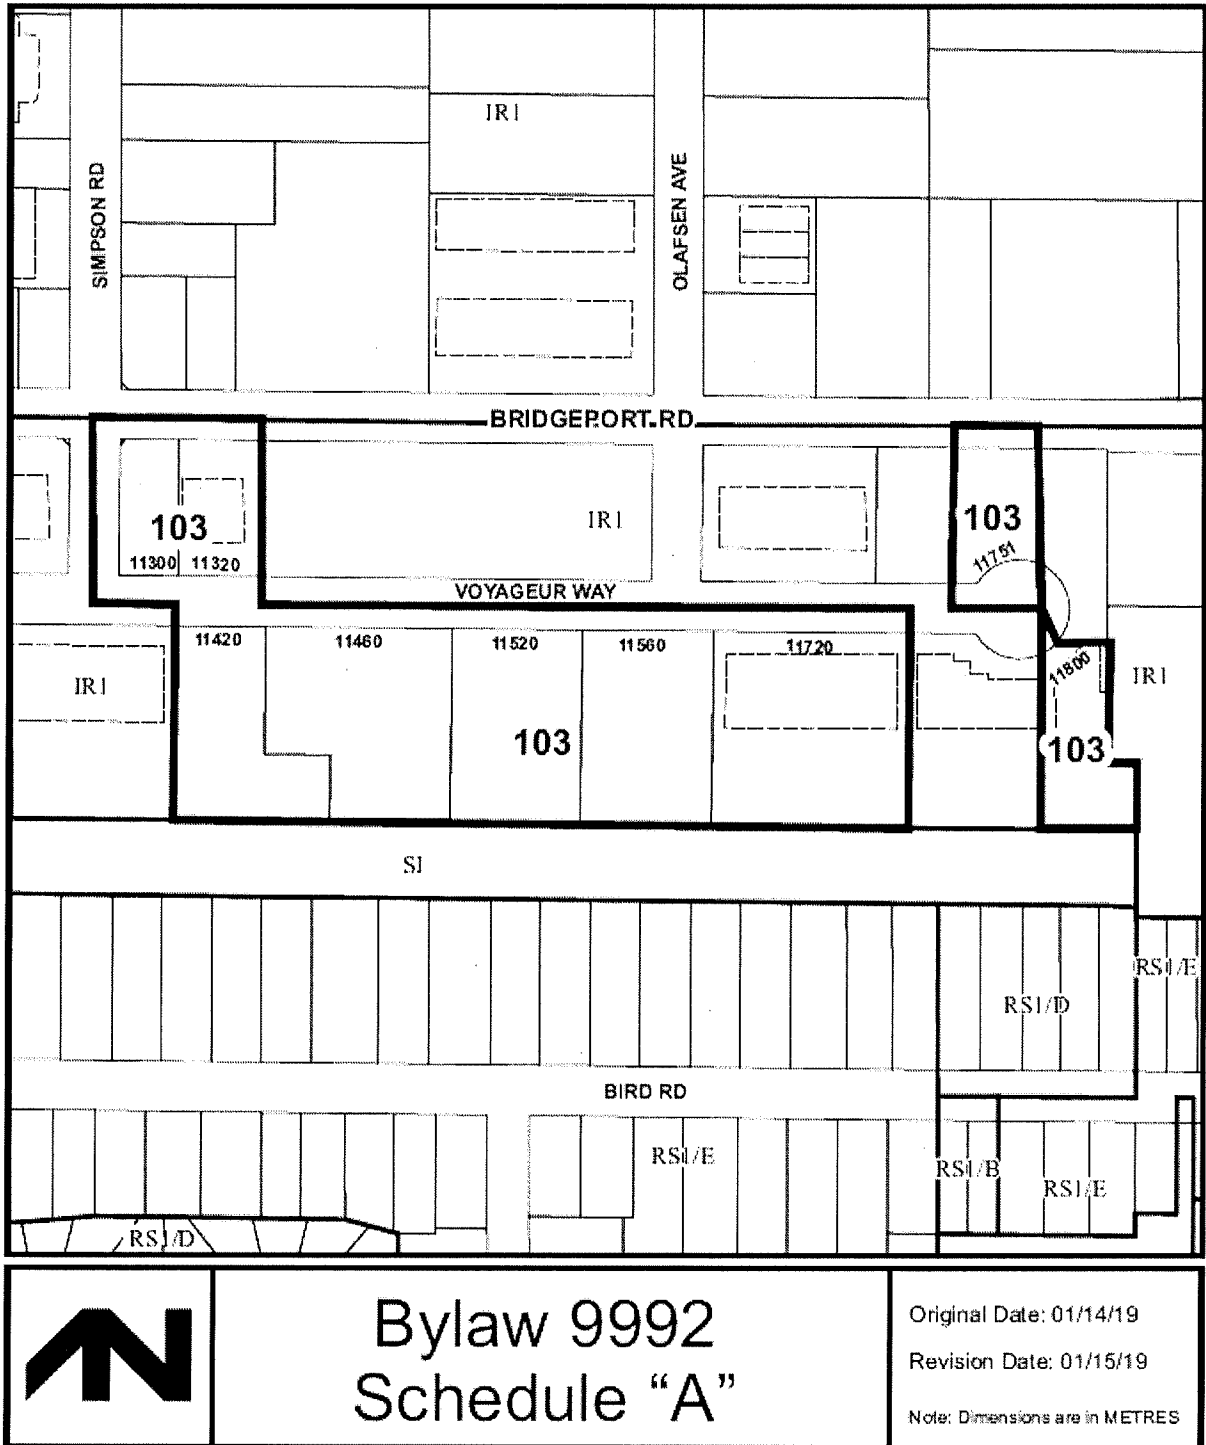 IR1
SIMPSON RD
OLAFSEN AVE
BRIDGEPORT RD
103
11300 11320
IR1
103
11751
VOYAGEUR WAY
11420 11460 11520 11560 11720
11800
IR1
IR1
103
103
SI
RS1/E
RS1/D
BIRD RD
RS1/E
RS1/B
RS1/E
RS1/D
Bylaw 9992
Schedule “A”
Original Date: 01/14/19
Revision Date: 01/15/19
Note: Dimensions are in METRES